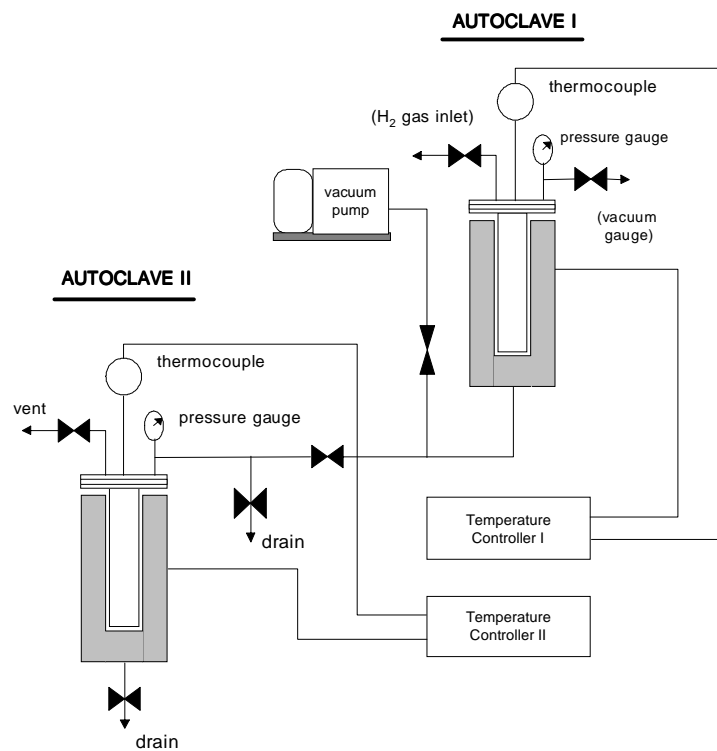 AUTOCLAVE I
thermocouple
(H₂ gas inlet)
pressure gauge
vacuum
pump
(vacuum
gauge)
AUTOCLAVE II
thermocouple
vent
pressure gauge
drain
Temperature
Controller I
Temperature
Controller II
drain